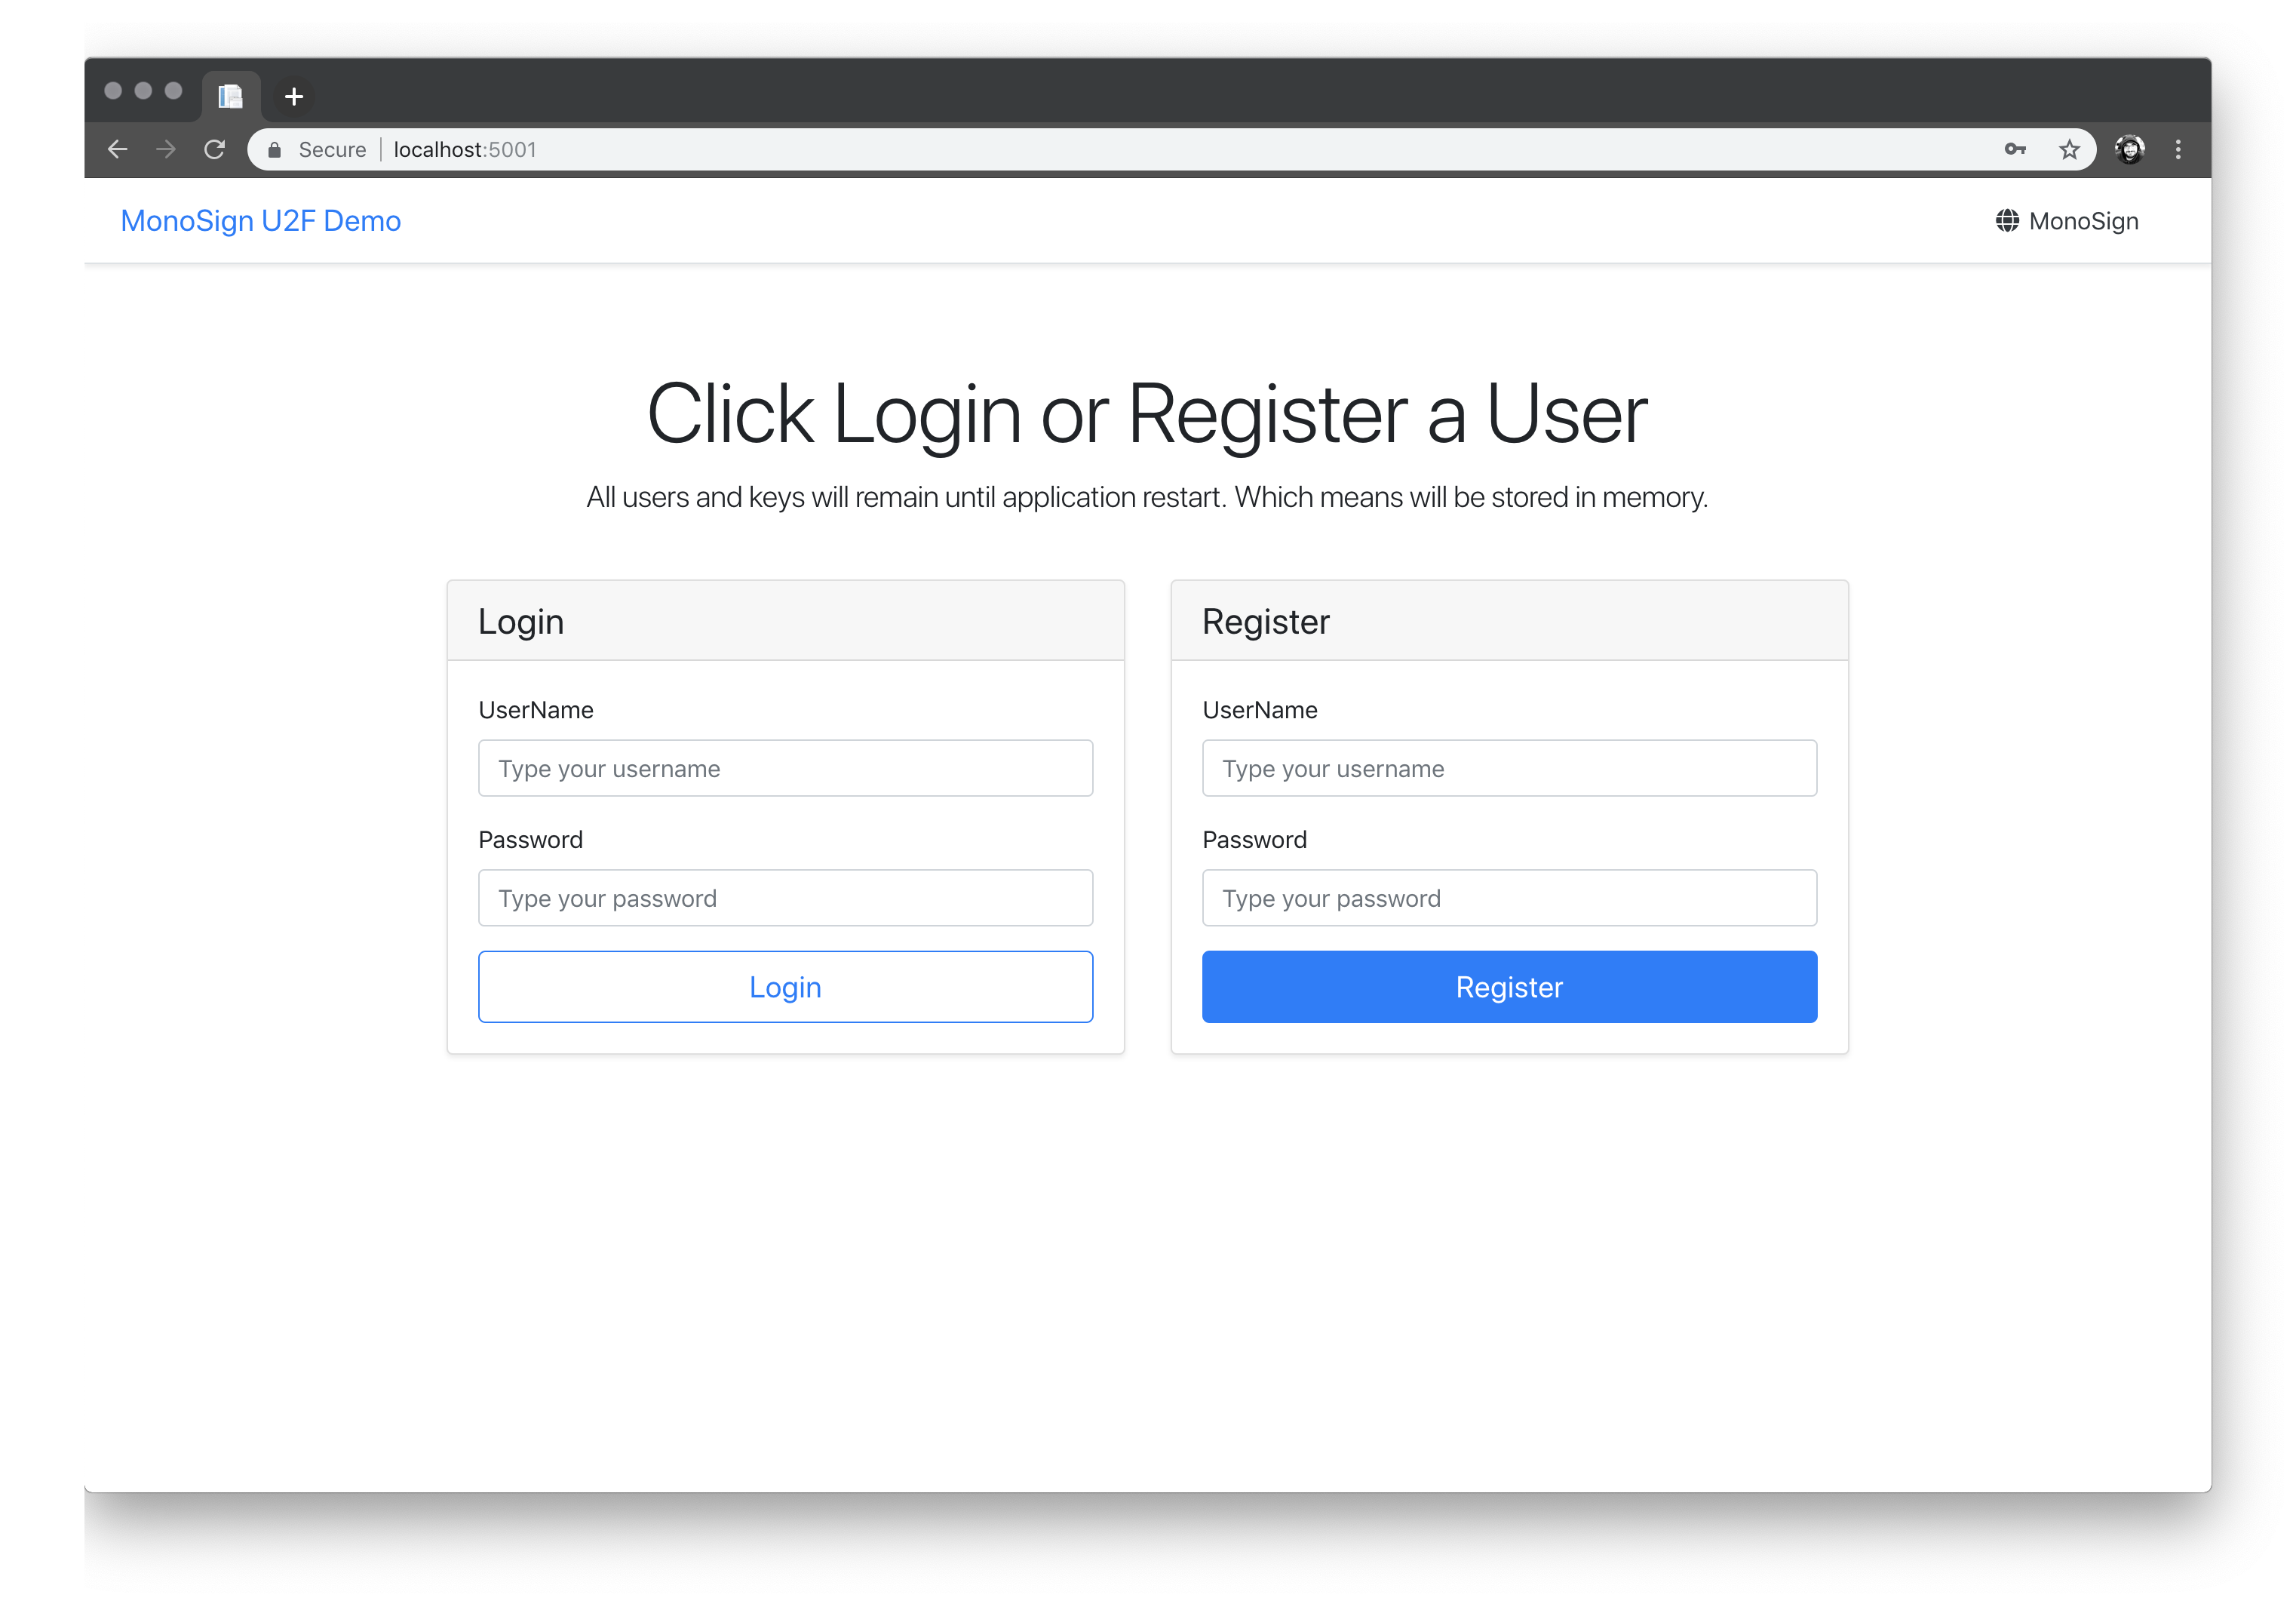 Secure | localhost:5001
MonoSign U2F Demo
MonoSign
Click Login or Register a User
All users and keys will remain until application restart. Which means will be stored in memory.
Login
UserName
Type your username
Password
Type your password
Login
Register
UserName
Type your username
Password
Type your password
Register